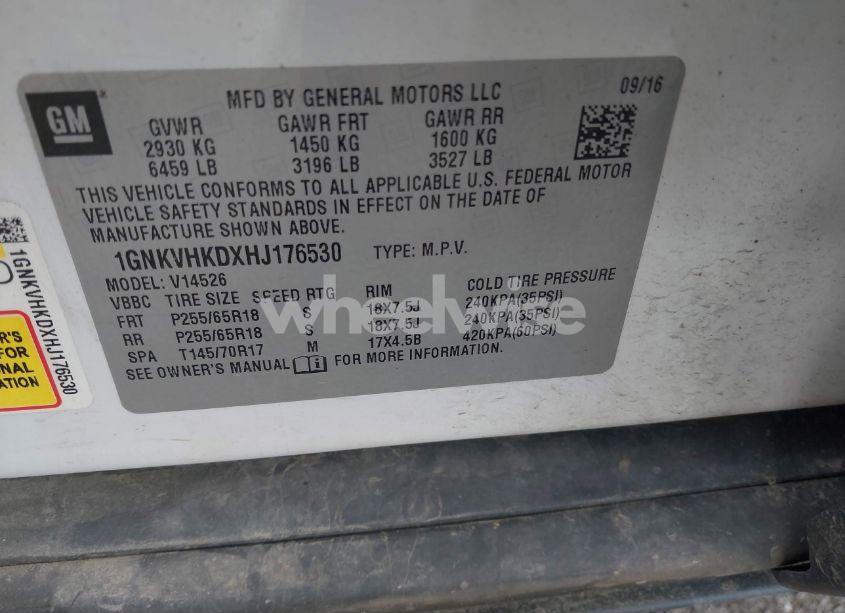 GM
MFD BY GENERAL MOTORS LLC
09/16
GVWR GAWR FRT GAWR RR
2930 KG 1450 KG 1600 KG
6459 LB 3196 LB 3527 LB
THIS VEHICLE CONFORMS TO ALL APPLICABLE U.S. FEDERAL MOTOR
VEHICLE SAFETY STANDARDS IN EFFECT ON THE DATE OF
MANUFACTURE SHOWN ABOVE.
1GNKVHKDXHJ176530 TYPE: M.P.V.
MODEL: V14526
VBBC TIRE SIZE SPEED RTG RIM COLD TIRE PRESSURE
FRT P255/65R18 S 18X7.5J 240KPA(35PSI)
RR P255/65R18 S 18X7.5J 240KPA(35PSI)
SPA T145/70R17 M 17X4.5B 420KPA(60PSI)
SEE OWNER'S MANUAL FOR MORE INFORMATION.
wheelwire
1GNKVHKDXHJ176530
R'S
FOR
NAL
ATION